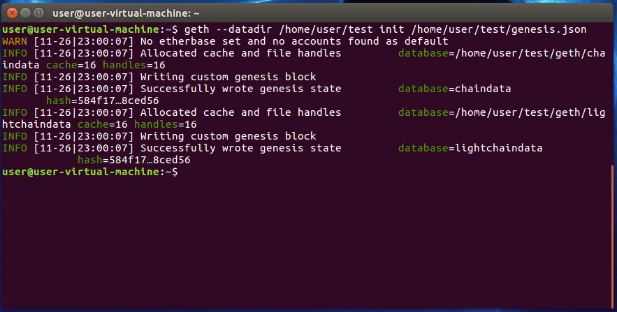 user@user-virtual-machine: ~
user@user-virtual-machine:~$ geth --datadir /home/user/test init /home/user/test/genesis.json
WARN [11-26|23:00:07] No etherbase set and no accounts found as default
INFO [11-26|23:00:07] Allocated cache and file handles         database=/home/user/test/geth/cha
indata cache=16 handles=16
INFO [11-26|23:00:07] Writing custom genesis block
INFO [11-26|23:00:07] Successfully wrote genesis state         database=chaindata
       hash=584f17…8ced56
INFO [11-26|23:00:07] Allocated cache and file handles         database=/home/user/test/geth/lig
htchaindata cache=16 handles=16
INFO [11-26|23:00:07] Writing custom genesis block
INFO [11-26|23:00:07] Successfully wrote genesis state         database=lightchaindata
            hash=584f17…8ced56
user@user-virtual-machine:~$